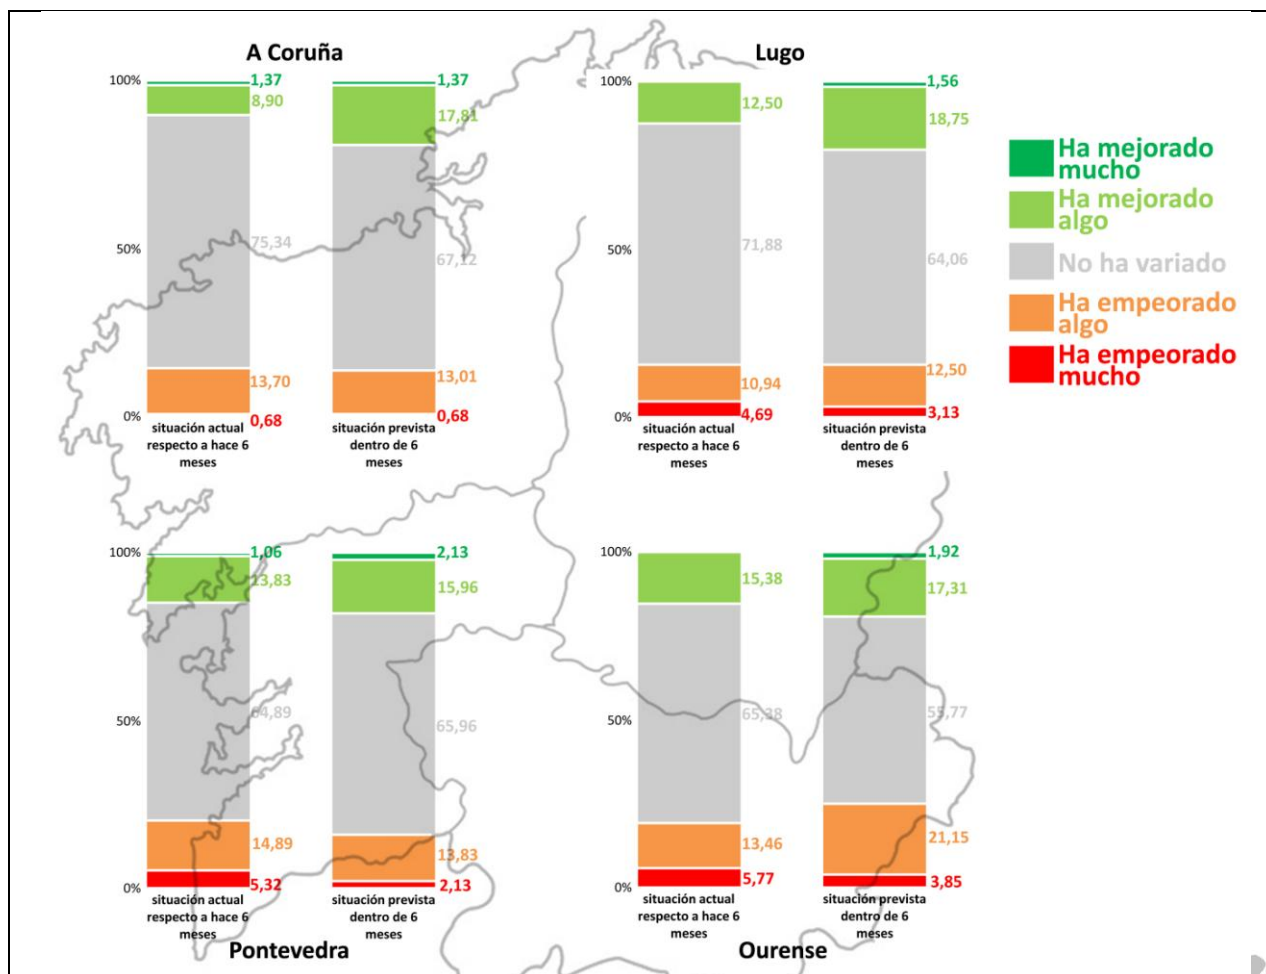 A Coruña
100%
50%
0%
1,37
8,90
75,34
13,70
0,68
situación actual
respecto a hace 6
meses
1,37
17,81
67,12
13,01
0,68
situación prevista
dentro de 6
meses
Lugo
100%
50%
0%
12,50
71,88
10,94
4,69
situación actual
respecto a hace 6
meses
1,56
18,75
64,06
12,50
3,13
situación prevista
dentro de 6
meses
Ha mejorado
mucho
Ha mejorado
algo
No ha variado
Ha empeorado
algo
Ha empeorado
mucho
100%
50%
0%
1,06
13,83
64,89
14,89
5,32
situación actual
respecto a hace 6
meses
2,13
15,96
65,96
13,83
2,13
situación prevista
dentro de 6
meses
Pontevedra
100%
50%
0%
15,38
65,38
13,46
5,77
situación actual
respecto a hace 6
meses
1,92
17,31
55,77
21,15
3,85
situación prevista
dentro de 6
meses
Ourense